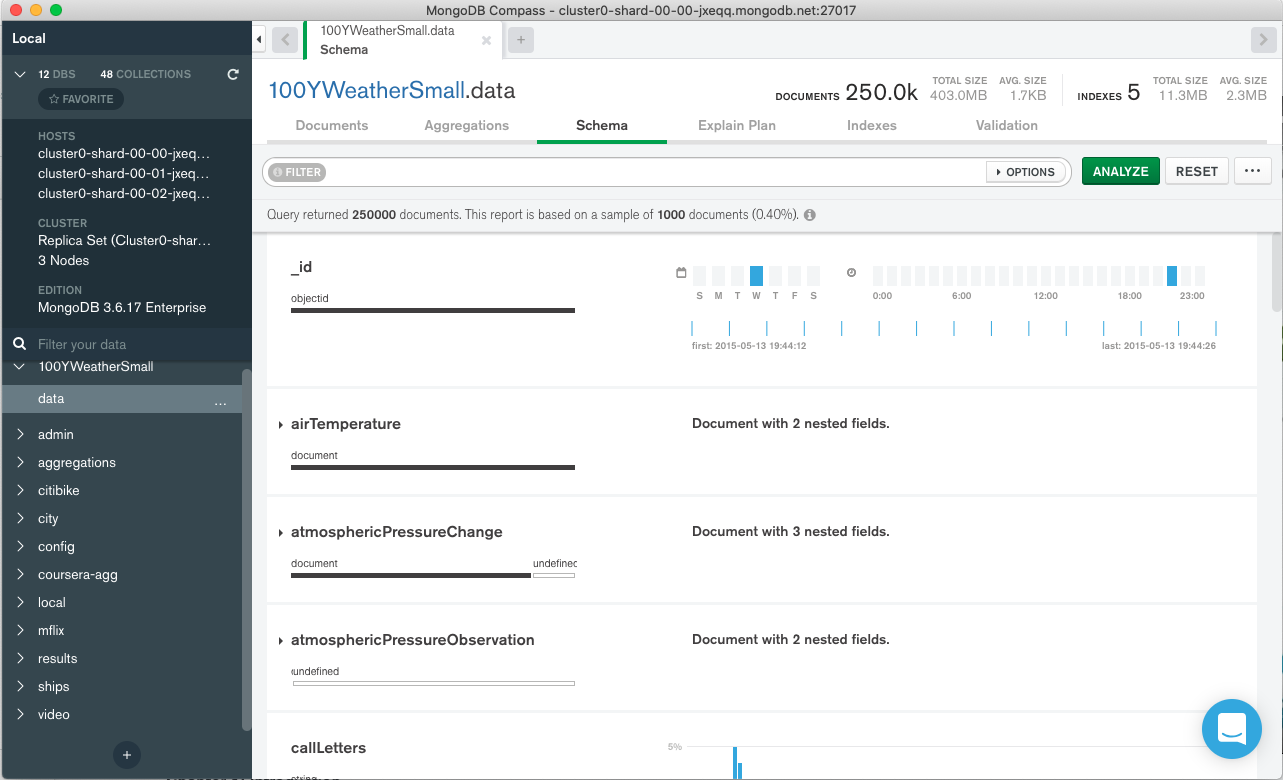 MongoDB Compass - cluster0-shard-00-00-jxeqq.mongodb.net:27017
Local
12 DBS 48 COLLECTIONS
FAVORITE
HOSTS
cluster0-shard-00-00-jxeq...
cluster0-shard-00-01-jxeq...
cluster0-shard-00-02-jxeq...
CLUSTER
Replica Set (Cluster0-shar...
3 Nodes
EDITION
MongoDB 3.6.17 Enterprise
Filter your data
100YWeatherSmall
data ...
admin
aggregations
citibike
city
config
coursera-agg
local
mflix
results
ships
video
+
100YWeatherSmall.data
Schema
+
100YWeatherSmall.data
DOCUMENTS 250.0k TOTAL SIZE 403.0MB AVG. SIZE 1.7KB
INDEXES 5 TOTAL SIZE 11.3MB AVG. SIZE 2.3MB
Documents Aggregations Schema Explain Plan Indexes Validation
FILTER OPTIONS ANALYZE RESET ...
Query returned 250000 documents. This report is based on a sample of 1000 documents (0.40%).
_id
objectid
S M T W T F S
0:00 6:00 12:00 18:00 23:00
first: 2015-05-13 19:44:12 last: 2015-05-13 19:44:26
airTemperature
document
Document with 2 nested fields.
atmosphericPressureChange
document undefined
Document with 3 nested fields.
atmosphericPressureObservation
undefined
Document with 2 nested fields.
callLetters
string
5%